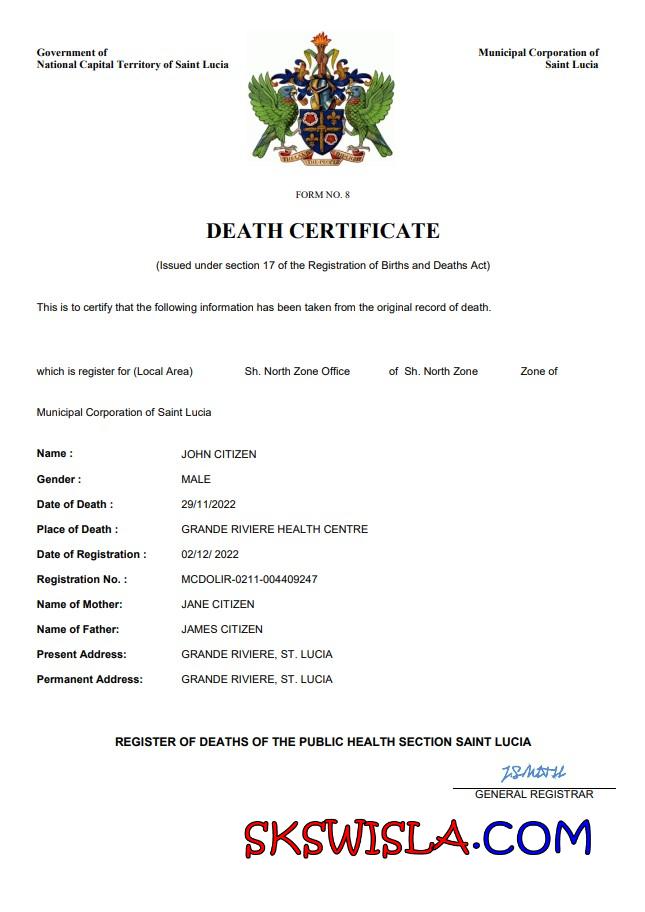 Government of
National Capital Territory of Saint Lucia
Municipal Corporation of
Saint Lucia
THE LAND THE PEOPLE THE LIGHT
FORM NO. 8
DEATH CERTIFICATE
(Issued under section 17 of the Registration of Births and Deaths Act)
This is to certify that the following information has been taken from the original record of death.
which is register for (Local Area) Sh. North Zone Office of Sh. North Zone Zone of
Municipal Corporation of Saint Lucia
Name : JOHN CITIZEN
Gender : MALE
Date of Death : 29/11/2022
Place of Death : GRANDE RIVIERE HEALTH CENTRE
Date of Registration : 02/12/ 2022
Registration No. : MCDOLIR-0211-004409247
Name of Mother: JANE CITIZEN
Name of Father: JAMES CITIZEN
Present Address: GRANDE RIVIERE, ST. LUCIA
Permanent Address: GRANDE RIVIERE, ST. LUCIA
REGISTER OF DEATHS OF THE PUBLIC HEALTH SECTION SAINT LUCIA
GENERAL REGISTRAR
SKSWISLA.COM